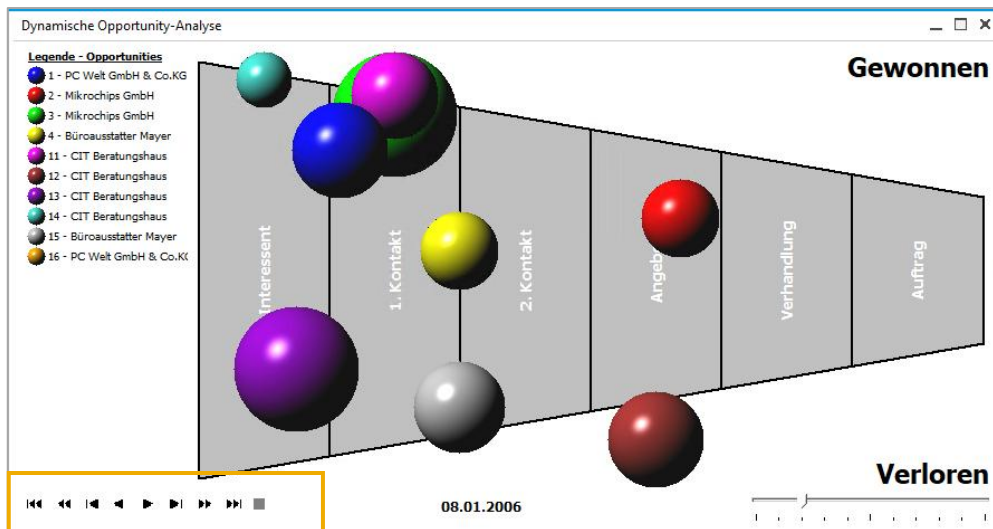 Dynamische Opportunity-Analyse
Legende - Opportunities
1 - PC Welt GmbH & Co.KG
2 - Mikrochips GmbH
3 - Mikrochips GmbH
4 - Büroausstatter Mayer
11 - CIT Beratungshaus
12 - CIT Beratungshaus
13 - CIT Beratungshaus
14 - CIT Beratungshaus
15 - Büroausstatter Mayer
16 - PC Welt GmbH & Co.K(
Gewonnen
Interessent
1. Kontakt
2. Kontakt
Verhandlung
Auftrag
Verloren
08.01.2006